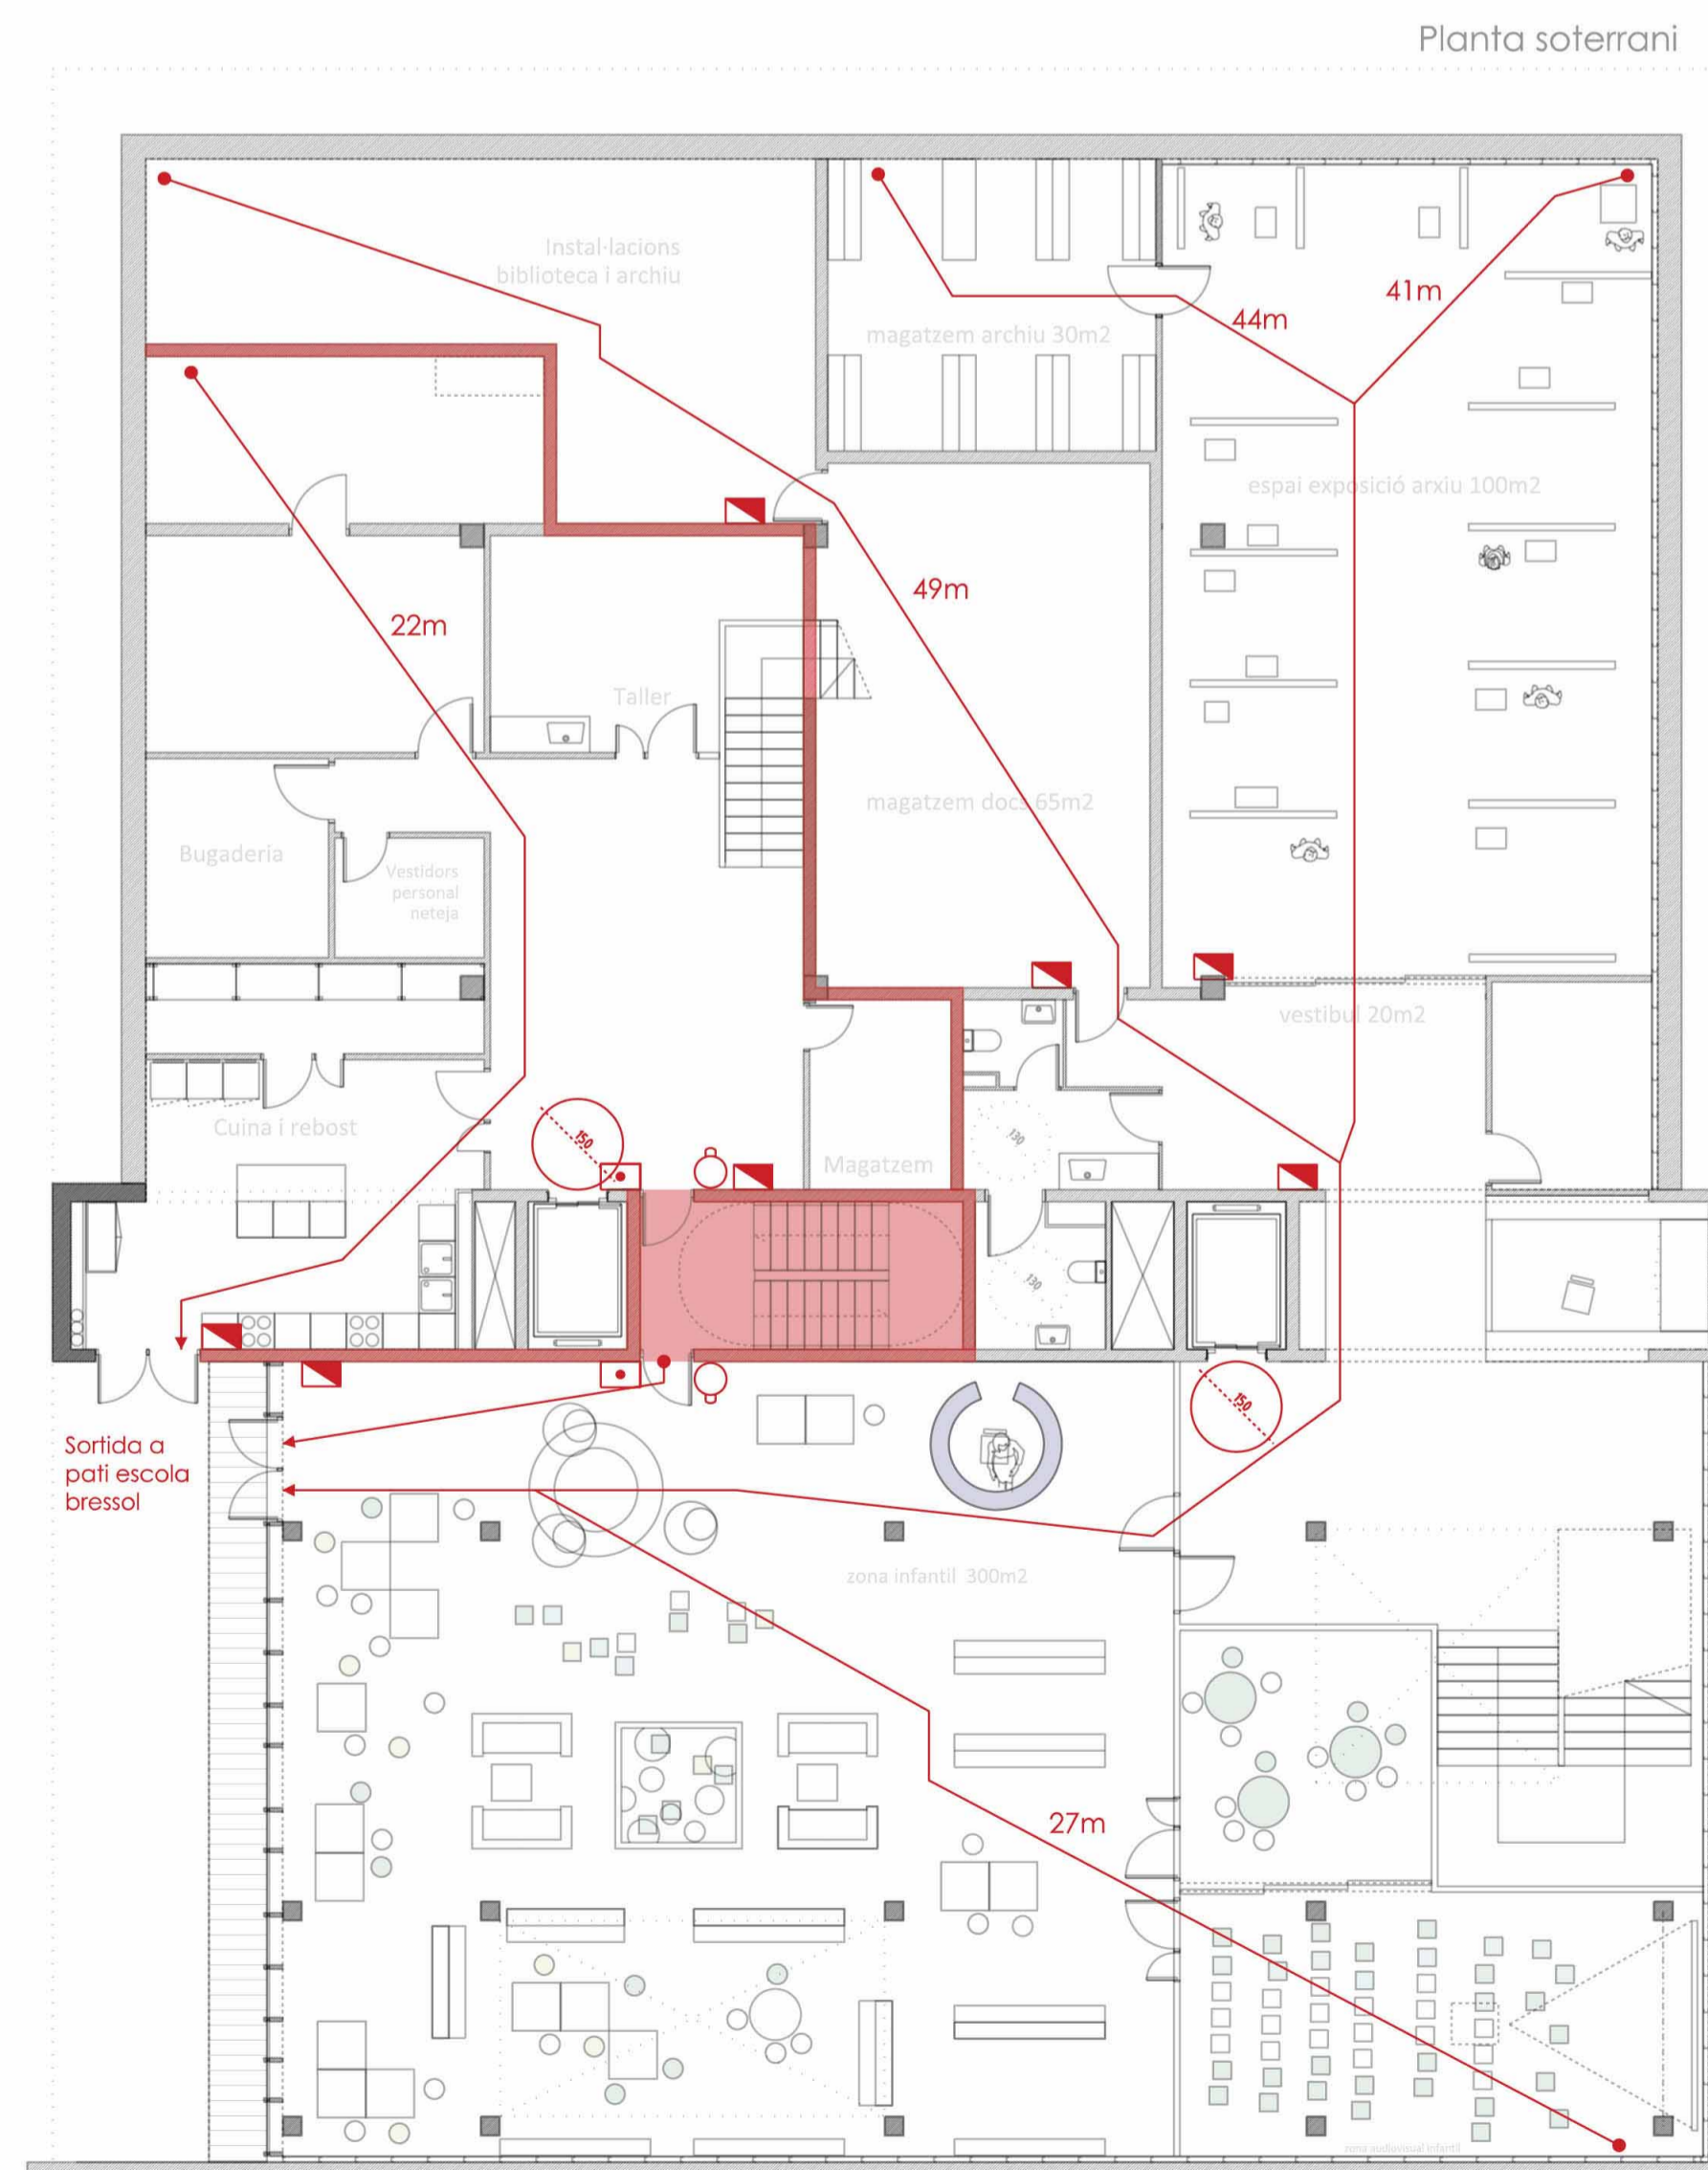 Planta soterrani
Instal·lacions
biblioteca i archiu
magatzem archiu 30m2
44m
41m
espai exposició arxiu 100m2
49m
22m
Taller
magatzem docs 65m2
Bugaderia
Vestidors
personal
neteja
vestibul 20m2
Cuina i rebost
150
130
Magatzem
130
150
Sortida a
pati escola
bressol
zona infantil 300m2
27m
zona audiovisual infantil